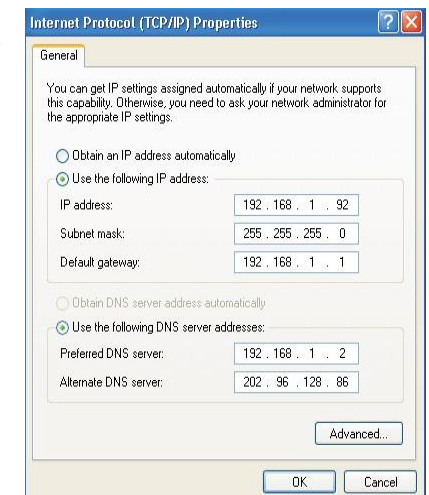 Internet Protocol (TCP/IP) Properties
General
You can get IP settings assigned automatically if your network supports
this capability. Otherwise, you need to ask your network administrator for
the appropriate IP settings.
Obtain an IP address automatically
Use the following IP address:
IP address: 192 . 168 . 1 . 92
Subnet mask: 255 . 255 . 255 . 0
Default gateway: 192 . 168 . 1 . 1
Obtain DNS server address automatically
Use the following DNS server addresses:
Preferred DNS server: 192 . 168 . 1 . 2
Alternate DNS server: 202 . 96 . 128 . 86
Advanced...
OK Cancel